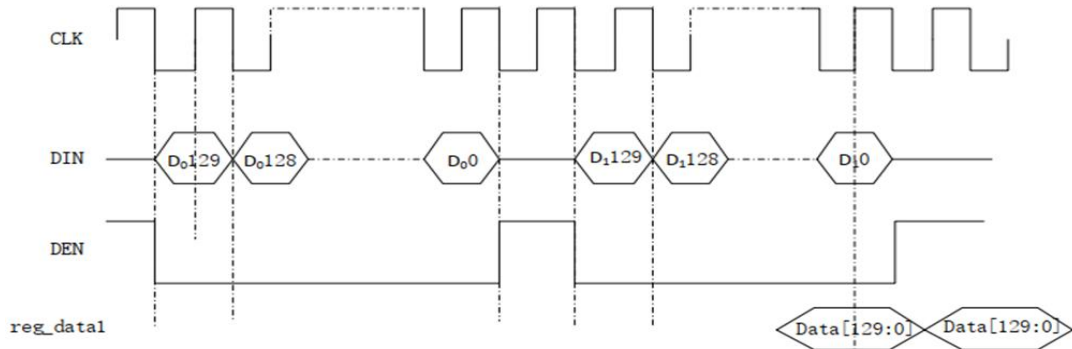 CLK
DIN D₀129 D₀128 D₀0 D₁129 D₁128 D₁0
DEN
reg_data1 Data[129:0] Data[129:0]